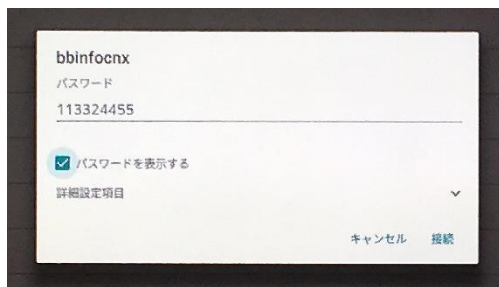 bbinfocnx
パスワード
113324455
パスワードを表示する
詳細設定項目
キャンセル 接続